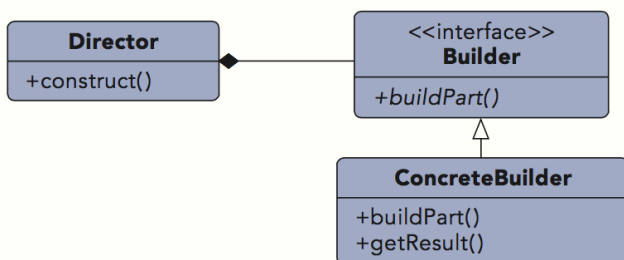 Director
+construct()
<<interface>>
Builder
+buildPart()
ConcreteBuilder
+buildPart()
+getResult()